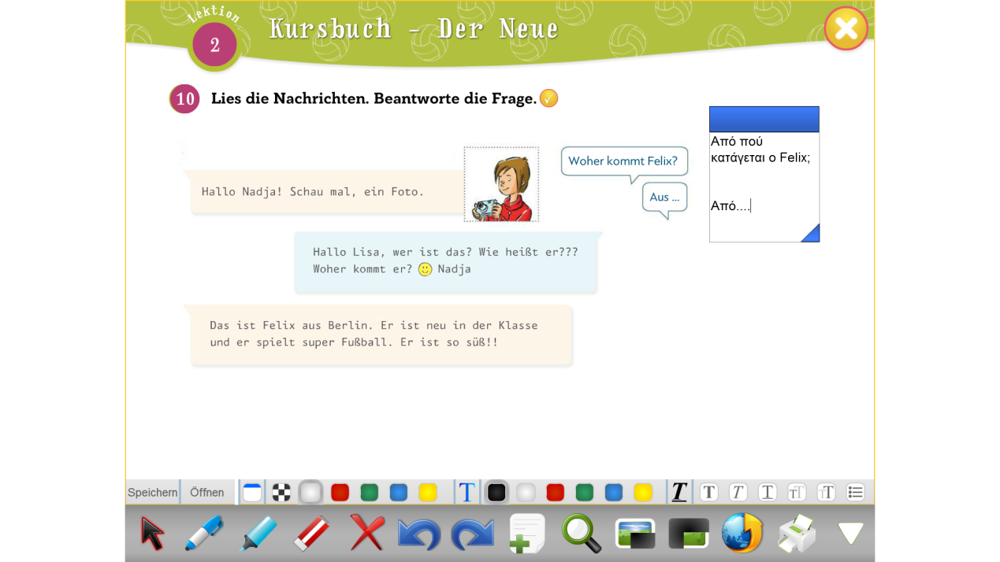 Lektion
2
Kursbuch - Der Neue
10 Lies die Nachrichten. Beantworte die Frage.
Hallo Nadja! Schau mal, ein Foto.
Woher kommt Felix?
Aus ...
Από πού
κατάγεται ο Felix;
Από....
Hallo Lisa, wer ist das? Wie heißt er???
Woher kommt er? Nadja
Das ist Felix aus Berlin. Er ist neu in der Klasse
und er spielt super Fußball. Er ist so süß!!
Speichern Öffnen T T T T T TT TT